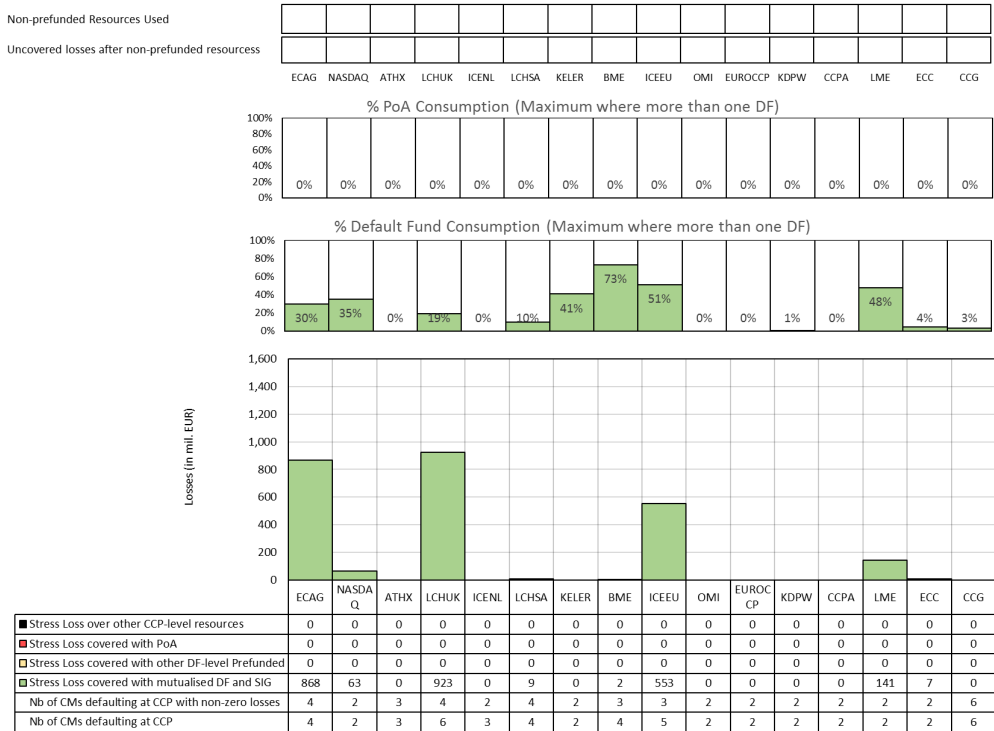 Non-prefunded Resources Used
Uncovered losses after non-prefunded resourcess
ECAG NASDAQ ATHX LCHUK ICENL LCHSA KELER BME ICEEU OMI EUROCCP KDPW CCPA LME ECC CCG
% PoA Consumption (Maximum where more than one DF)
100%
80%
60%
40%
20%
0%
0% 0% 0% 0% 0% 0% 0% 0% 0% 0% 0% 0% 0% 0% 0% 0%
% Default Fund Consumption (Maximum where more than one DF)
100%
80%
60%
40%
20%
0%
30% 35% 0% 19% 0% 10% 41% 73% 51% 0% 0% 1% 0% 48% 4% 3%
Losses (in mil. EUR)
1,600
1,400
1,200
1,000
800
600
400
200
0
ECAG NASDAQ ATHX LCHUK ICENL LCHSA KELER BME ICEEU OMI EUROCCP KDPW CCPA LME ECC CCG
Stress Loss over other CCP-level resources 0 0 0 0 0 0 0 0 0 0 0 0 0 0 0 0
Stress Loss covered with PoA 0 0 0 0 0 0 0 0 0 0 0 0 0 0 0 0
Stress Loss covered with other DF-level Prefunded 0 0 0 0 0 0 0 0 0 0 0 0 0 0 0 0
Stress Loss covered with mutualised DF and SIG 868 63 0 923 0 9 0 2 553 0 0 0 0 141 7 0
Nb of CMs defaulting at CCP with non-zero losses 4 2 3 4 2 4 2 3 3 2 2 2 2 2 2 6
Nb of CMs defaulting at CCP 4 2 3 6 3 4 2 4 5 2 2 2 2 2 2 6